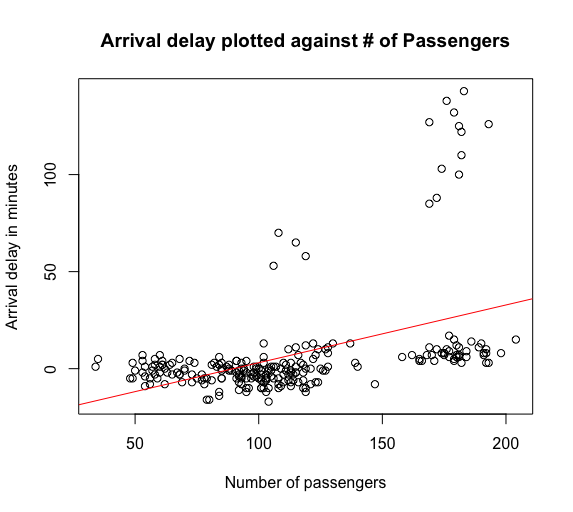 Arrival delay plotted against # of Passengers
Arrival delay in minutes
100
50
0
50
100
150
200
Number of passengers